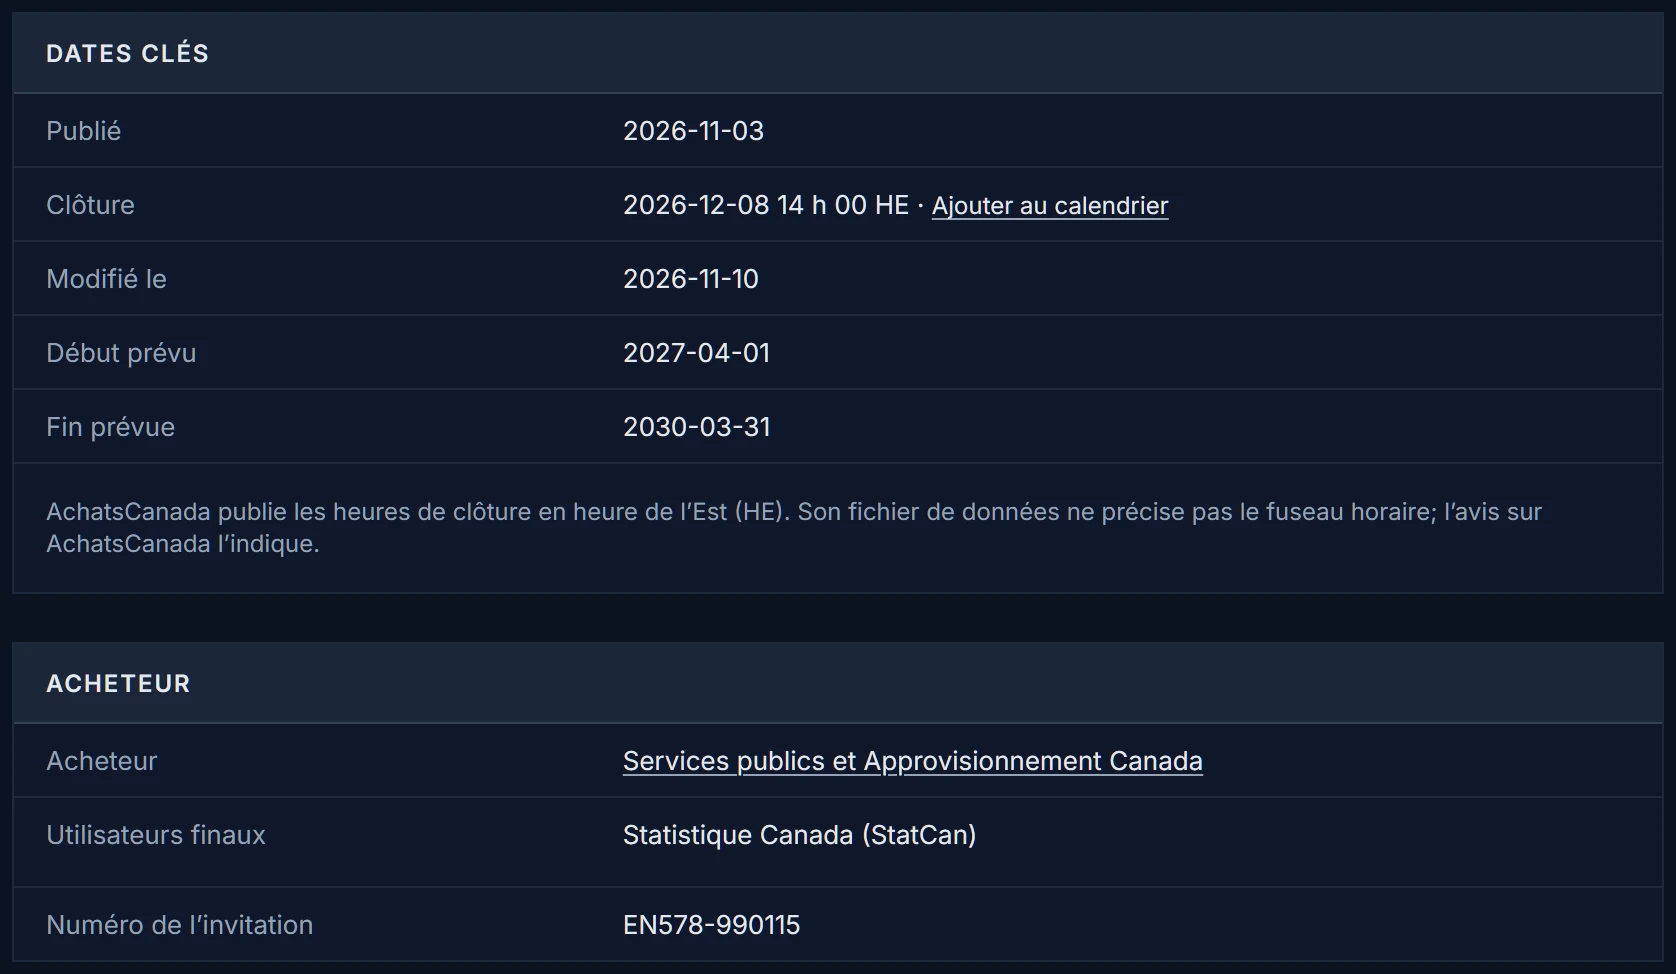 DATES CLÉS
Publié 2026-11-03
Clôture 2026-12-08 14 h 00 HE · Ajouter au calendrier
Modifié le 2026-11-10
Début prévu 2027-04-01
Fin prévue 2030-03-31
AchatsCanada publie les heures de clôture en heure de l’Est (HE). Son fichier de données ne précise pas le fuseau horaire; l’avis sur
AchatsCanada l’indique.
ACHETEUR
Acheteur Services publics et Approvisionnement Canada
Utilisateurs finaux Statistique Canada (StatCan)
Numéro de l’invitation EN578-990115